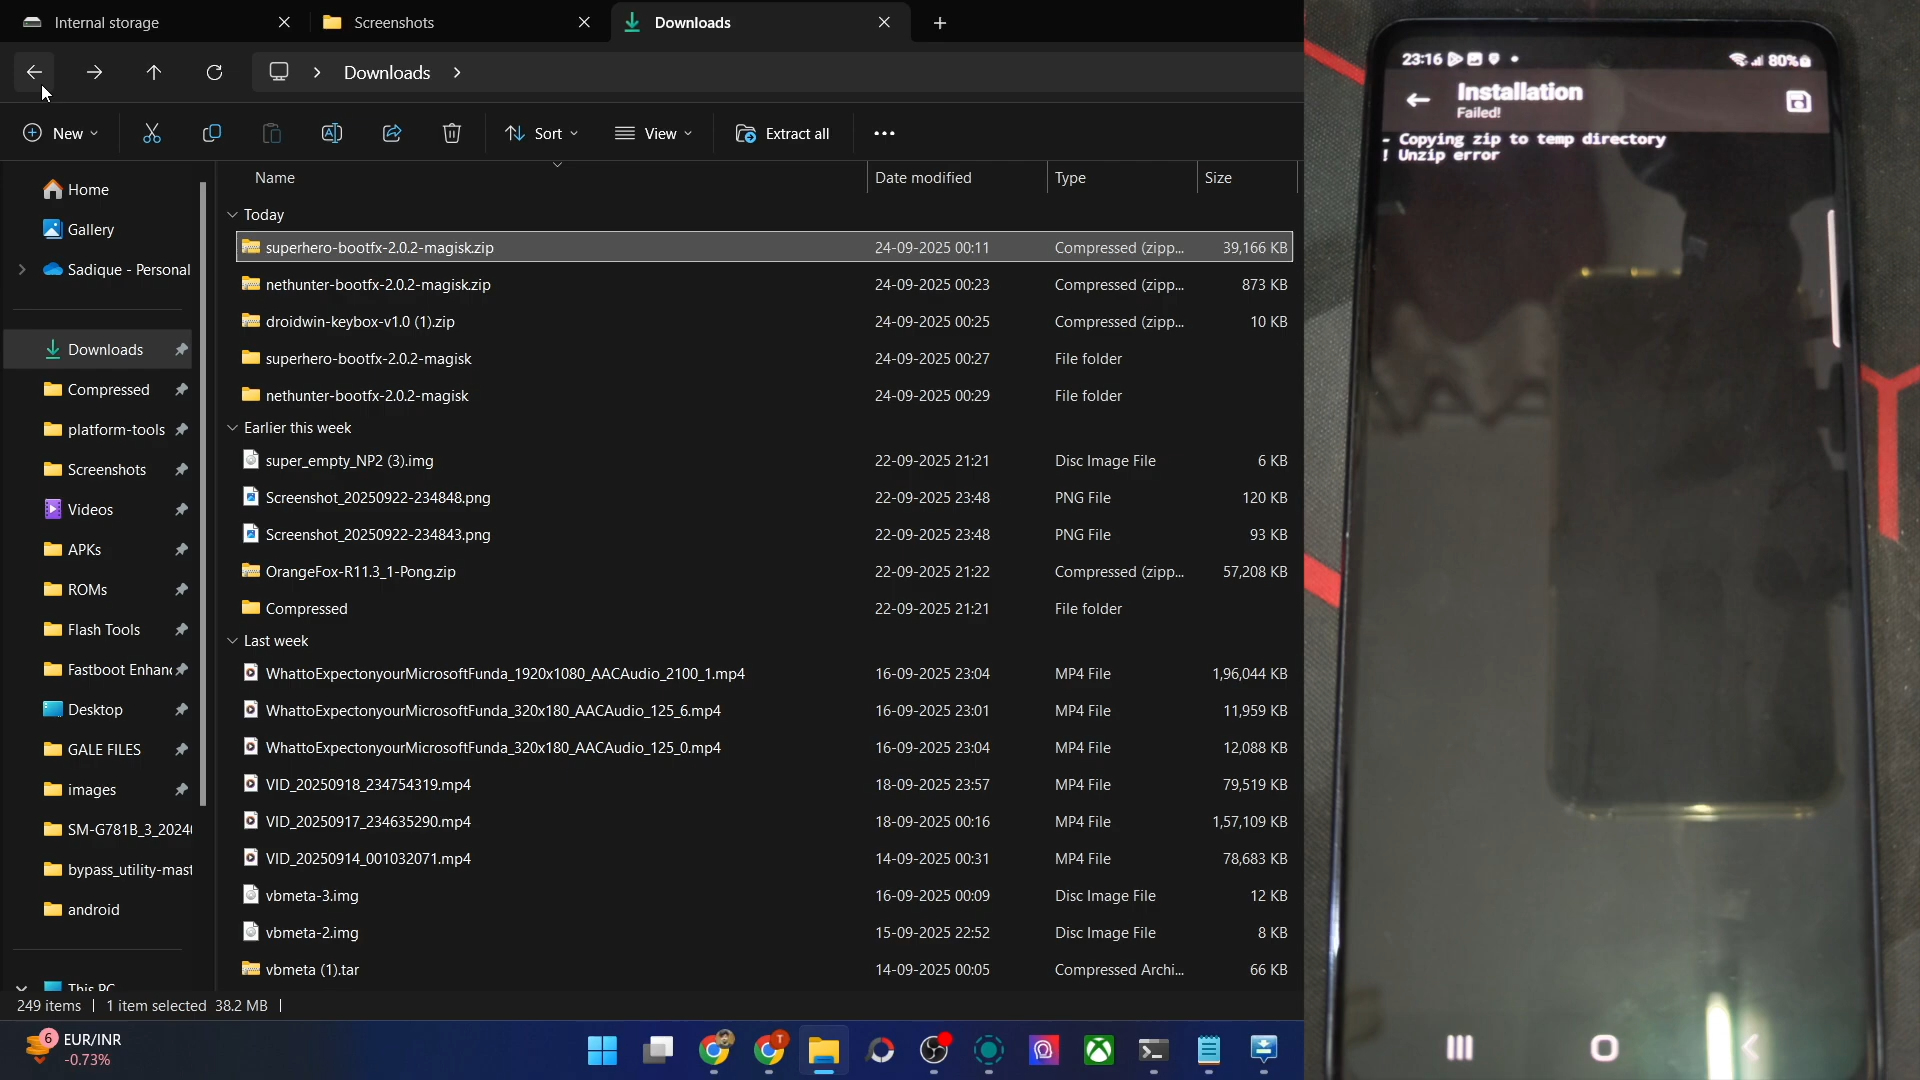 Internal storage
Screenshots
Downloads
Downloads
New
Sort
View
Extract all
Name
Date modified
Type
Size
Today
superhero-bootfx-2.0.2-magisk.zip 24-09-2025 00:11 Compressed (zipp... 39,166 KB
nethunter-bootfx-2.0.2-magisk.zip 24-09-2025 00:23 Compressed (zipp... 873 KB
droidwin-keybox-v1.0 (1).zip 24-09-2025 00:25 Compressed (zipp... 10 KB
superhero-bootfx-2.0.2-magisk 24-09-2025 00:27 File folder
nethunter-bootfx-2.0.2-magisk 24-09-2025 00:29 File folder
Earlier this week
super_empty_NP2 (3).img 22-09-2025 21:21 Disc Image File 6 KB
Screenshot_20250922-234848.png 22-09-2025 23:48 PNG File 120 KB
Screenshot_20250922-234843.png 22-09-2025 23:48 PNG File 93 KB
OrangeFox-R11.3_1-Pong.zip 22-09-2025 21:22 Compressed (zipp... 57,208 KB
Compressed 22-09-2025 21:21 File folder
Last week
WhattoExpectonyourMicrosoftFunda_1920x1080_AACAudio_2100_1.mp4 16-09-2025 23:04 MP4 File 1,96,044 KB
WhattoExpectonyourMicrosoftFunda_320x180_AACAudio_125_6.mp4 16-09-2025 23:01 MP4 File 11,959 KB
WhattoExpectonyourMicrosoftFunda_320x180_AACAudio_125_0.mp4 16-09-2025 23:04 MP4 File 12,088 KB
VID_20250918_234754319.mp4 18-09-2025 23:57 MP4 File 79,519 KB
VID_20250917_234635290.mp4 18-09-2025 00:16 MP4 File 1,57,109 KB
VID_20250914_001032071.mp4 14-09-2025 00:31 MP4 File 78,683 KB
vbmeta-3.img 16-09-2025 00:09 Disc Image File 12 KB
vbmeta-2.img 15-09-2025 22:52 Disc Image File 8 KB
vbmeta (1).tar 14-09-2025 00:05 Compressed Archi... 66 KB
Home
Gallery
Sadique - Personal
Downloads
Compressed
platform-tools
Screenshots
Videos
APKs
ROMs
Flash Tools
Fastboot Enhanc
Desktop
GALE FILES
images
SM-G781B_3_2024
bypass_utility-mast
android
This PC
249 items
1 item selected 38.2 MB
6
EUR/INR
-0.73%
T
23:16
80%
Installation
Failed!
- Copying zip to temp directory
! Unzip error